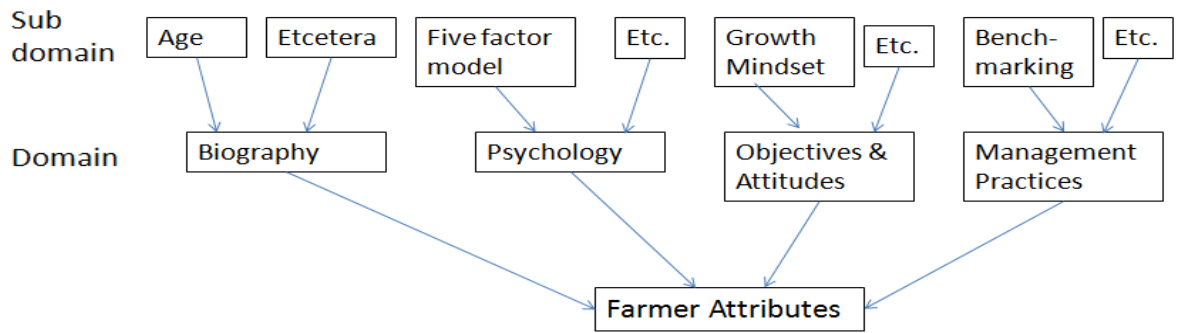 Sub
domain
Age
Etcetera
Five factor
model
Etc.
Growth
Mindset
Etc.
Bench-
marking
Etc.
Domain
Biography
Psychology
Objectives &
Attitudes
Management
Practices
Farmer Attributes